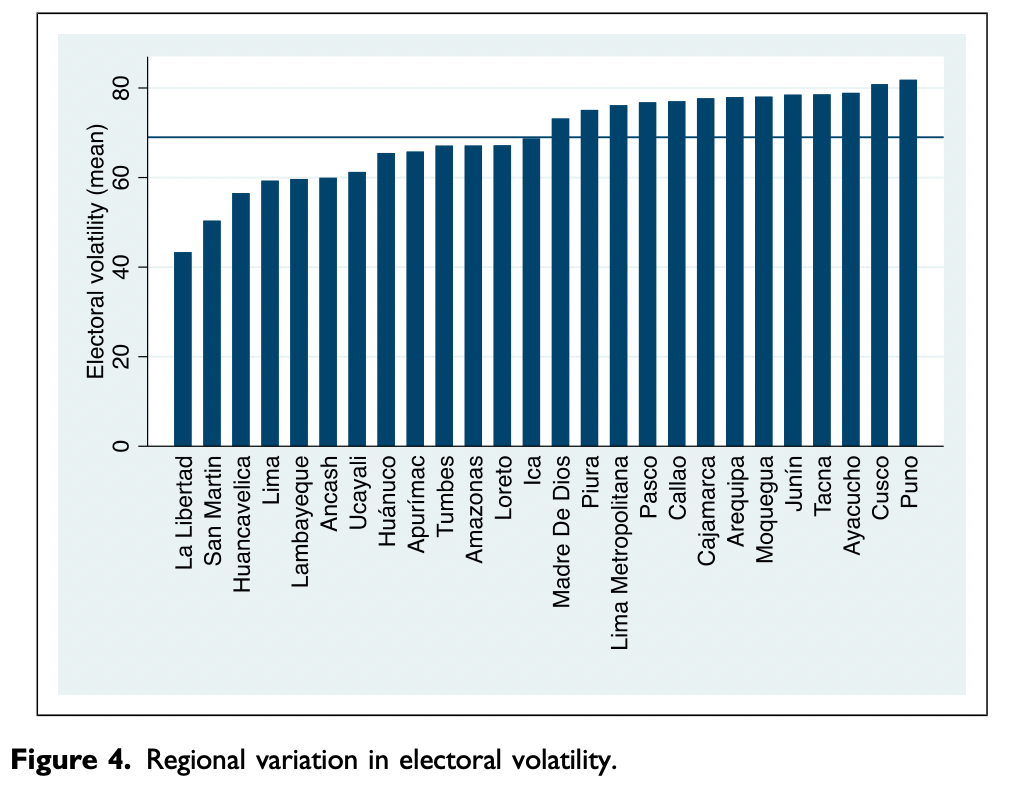 Electoral volatility (mean)
80
60
40
20
0
La Libertad
San Martin
Huancavelica
Lima
Lambayeque
Ancash
Ucayali
Huánuco
Apurímac
Tumbes
Amazonas
Loreto
Ica
Madre De Dios
Piura
Lima Metropolitana
Pasco
Callao
Cajamarca
Arequipa
Moquegua
Junín
Tacna
Ayacucho
Cusco
Puno
Figure 4. Regional variation in electoral volatility.